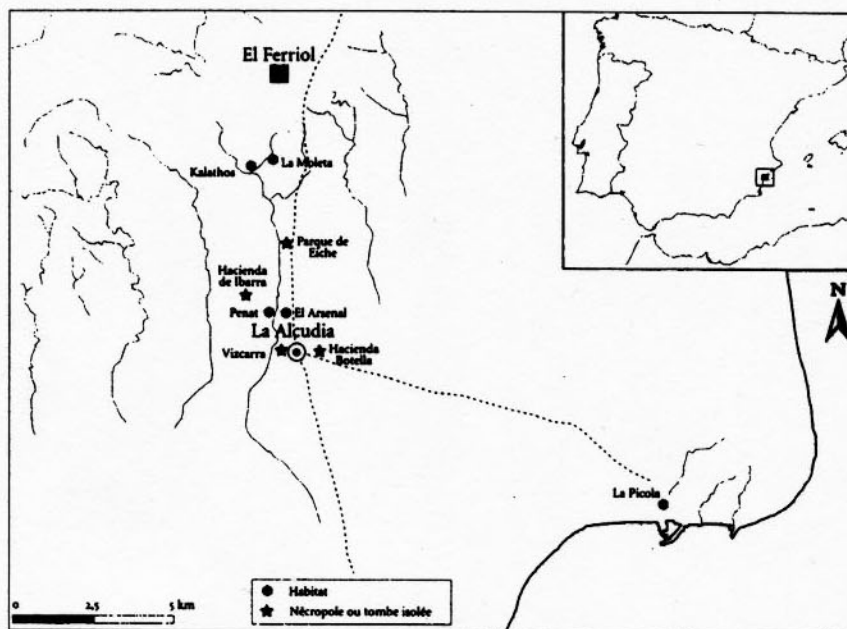 El Ferriol
La Moleta
Kalathos
Parque de
Elche
Hacienda
de Ibarra
Penat
El Arsenal
La Alcudia
Vizcarra
Hacienda
Botella
La Picola
N
Habitat
Nécropole ou tombe isolée
0 2,5 5 km